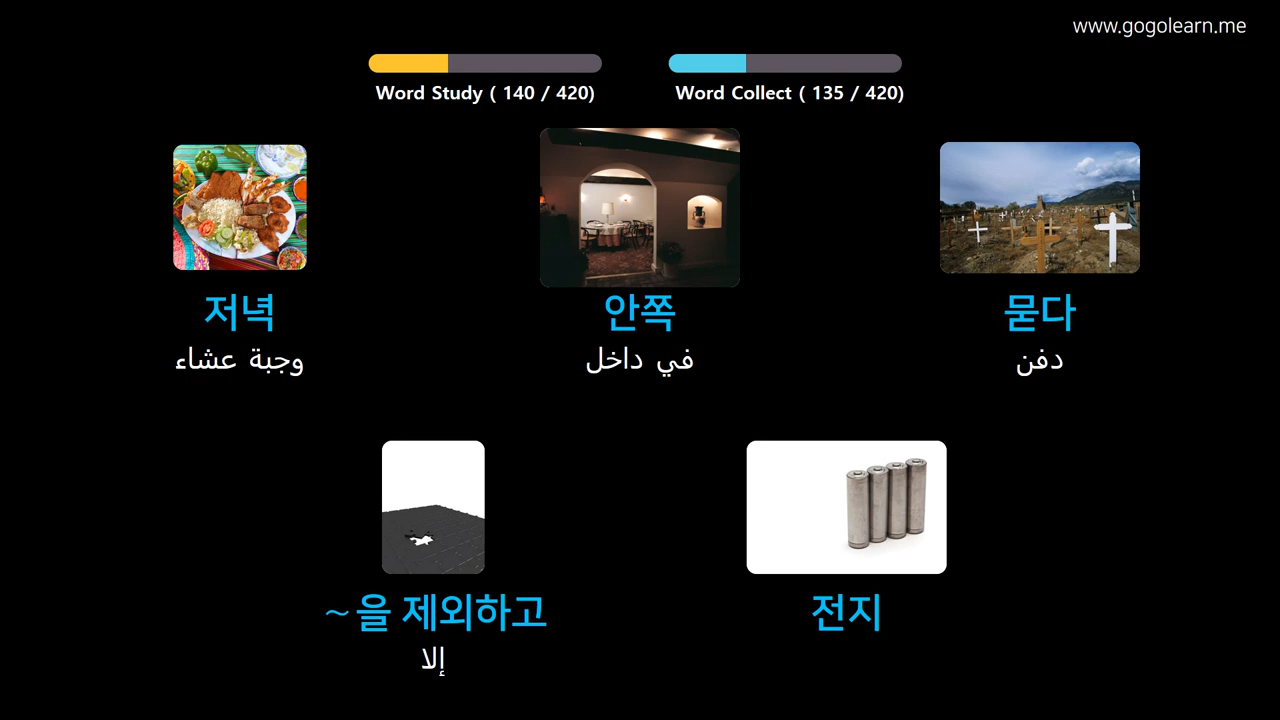 www.gogolearn.me
Word Study ( 140 / 420)
Word Collect ( 135 / 420)
저녁
وجبة عشاء
안쪽
في داخل
묻다
دفن
~을 제외하고
إلا
전지